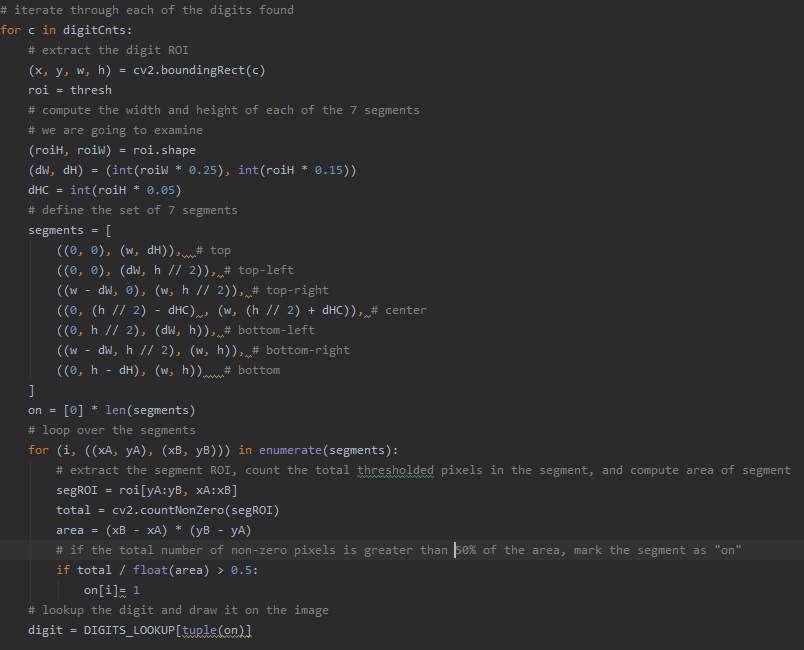 # iterate through each of the digits found
for c in digitCnts:
    # extract the digit ROI
    (x, y, w, h) = cv2.boundingRect(c)
    roi = thresh
    # compute the width and height of each of the 7 segments
    # we are going to examine
    (roiH, roiW) = roi.shape
    (dW, dH) = (int(roiW * 0.25), int(roiH * 0.15))
    dHC = int(roiH * 0.05)
    # define the set of 7 segments
    segments = [
        ((0, 0), (w, dH)),  # top
        ((0, 0), (dW, h // 2)), # top-left
        ((w - dW, 0), (w, h // 2)), # top-right
        ((0, (h // 2) - dHC) , (w, (h // 2) + dHC)), # center
        ((0, h // 2), (dW, h)), # bottom-left
        ((w - dW, h // 2), (w, h)), # bottom-right
        ((0, h - dH), (w, h))   # bottom
    ]
    on = [0] * len(segments)
    # loop over the segments
    for (i, ((xA, yA), (xB, yB))) in enumerate(segments):
        # extract the segment ROI, count the total thresholded pixels in the segment, and compute area of segment
        segROI = roi[yA:yB, xA:xB]
        total = cv2.countNonZero(segROI)
        area = (xB - xA) * (yB - yA)
        # if the total number of non-zero pixels is greater than 50% of the area, mark the segment as "on"
        if total / float(area) > 0.5:
            on[i]= 1
    # lookup the digit and draw it on the image
    digit = DIGITS_LOOKUP[tuple(on)]